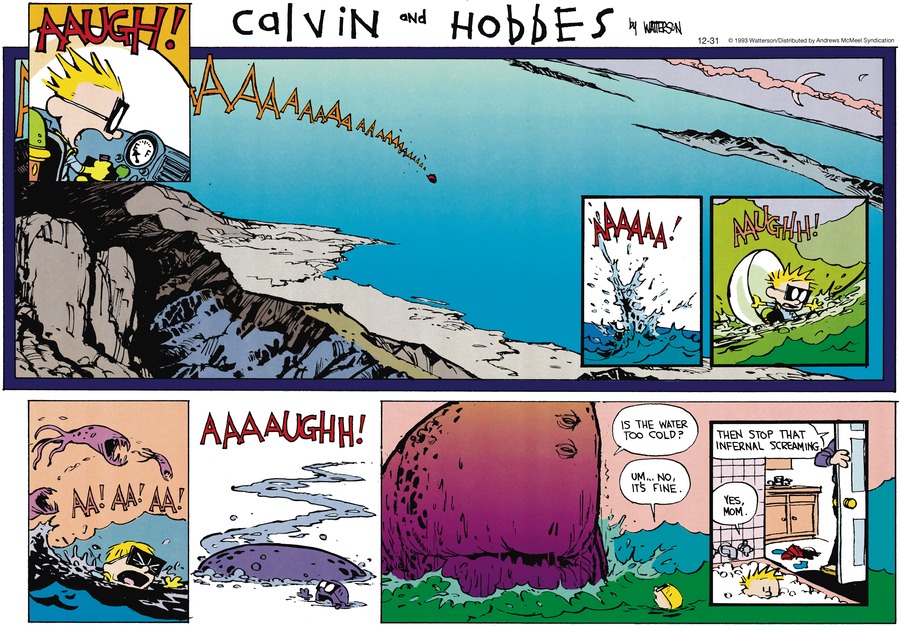 AAUGH!
CALVIN and HOBBES by WATTERSON
12-31 © 1993 Watterson/Distributed by Andrews McMeel Syndication
E F
AAAAAA!
AAUGHH!
AA! AA! AA!
AAAAUGHH!
IS THE WATER
TOO COLD?
UM... NO,
IT'S FINE.
THEN STOP THAT
INFERNAL SCREAMING.
YES,
MOM.